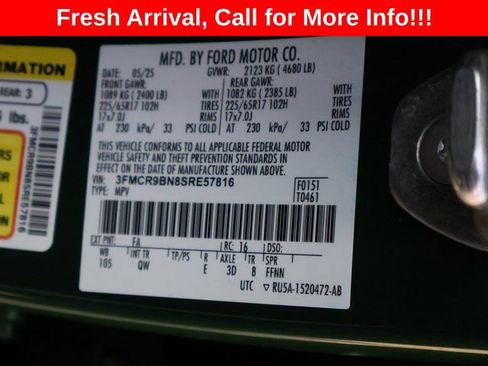 Fresh Arrival, Call for More Info!!!
MFD. BY FORD MOTOR CO.
05/25 GVWR: 2123 KG ( 4680 LB)
FRONT GAWR: REAR GAWR:
1089 KG ( 2400 LB) 1082 KG ( 2385 LB)
225/65R17 102H TIRES 225/65R17 102H TIRES
17x7.0J RIMS 17x7.0J RIMS
AT 230 kPa/ 33 PSI COLD AT 230 kPa/ 33 PSI COLD
THIS VEHICLE CONFORMS TO ALL APPLICABLE FEDERAL MOTOR
VEHICLE SAFETY AND THEFT PREVENTION STANDARDS IN EFFECT ON
THE DATE OF MANUFACTURE SHOWN ABOVE.
VIN: 3FMCR9BN8SRE57816 F0151
TYPE: MPV T0461
EXT PNT: FA RC: 16 DSO:
WB INT TR TP/PS R AXLE TR SPR
105 QW E 3D 8 FFNN
UTC RU5A-1520472-AB
ORMATION
REAR: 3
lbs.
3FMCR9BN8SRE57816